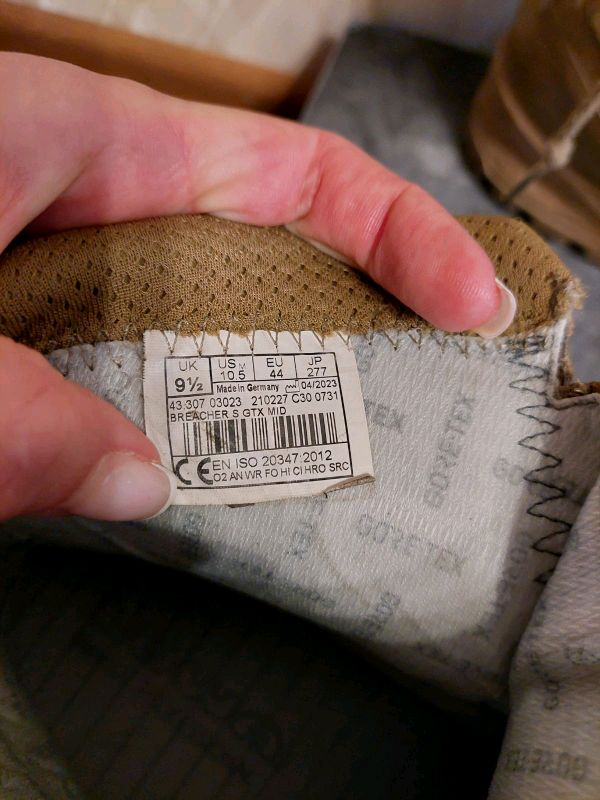 UK US M EU JP
9½ 10.5 44 277
Made in Germany 04/2023
43.307 03023 210227 C30 0731
BREACHER S GTX MID
CE EN ISO 20347:2012
O2 AN WR FO HI CI HRO SRC
GORE-TEX
GORE-TEX